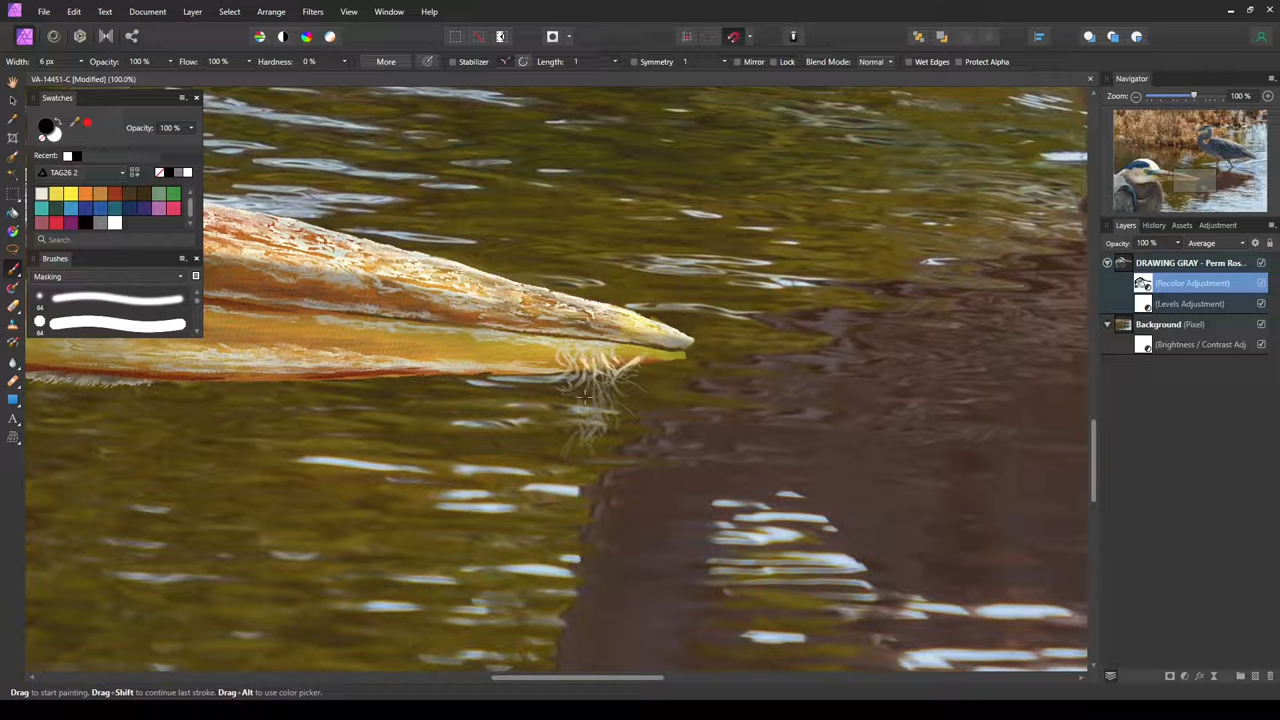 File Edit Text Document Layer Select Arrange Filters View Window Help
Width: 6 px Opacity: 100 % Flow: 100 % Hardness: 0 % More Stabilizer Length: 1 Symmetry 1 Mirror Lock Blend Mode: Normal Wet Edges Protect Alpha
VA-14451-C [Modified] (100.0%)
Swatches
Opacity: 100 %
Recent:
TAG26 2
Search
Brushes
Masking
64
64
Navigator
Zoom: 100 %
Layers History Assets Adjustment
Opacity: 100 % Average
DRAWING GRAY - Perm Ros...
(Recolor Adjustment)
(Levels Adjustment)
Background (Pixel)
(Brightness / Contrast Adj
Drag to start painting. Drag+Shift to continue last stroke. Drag+Alt to use color picker.